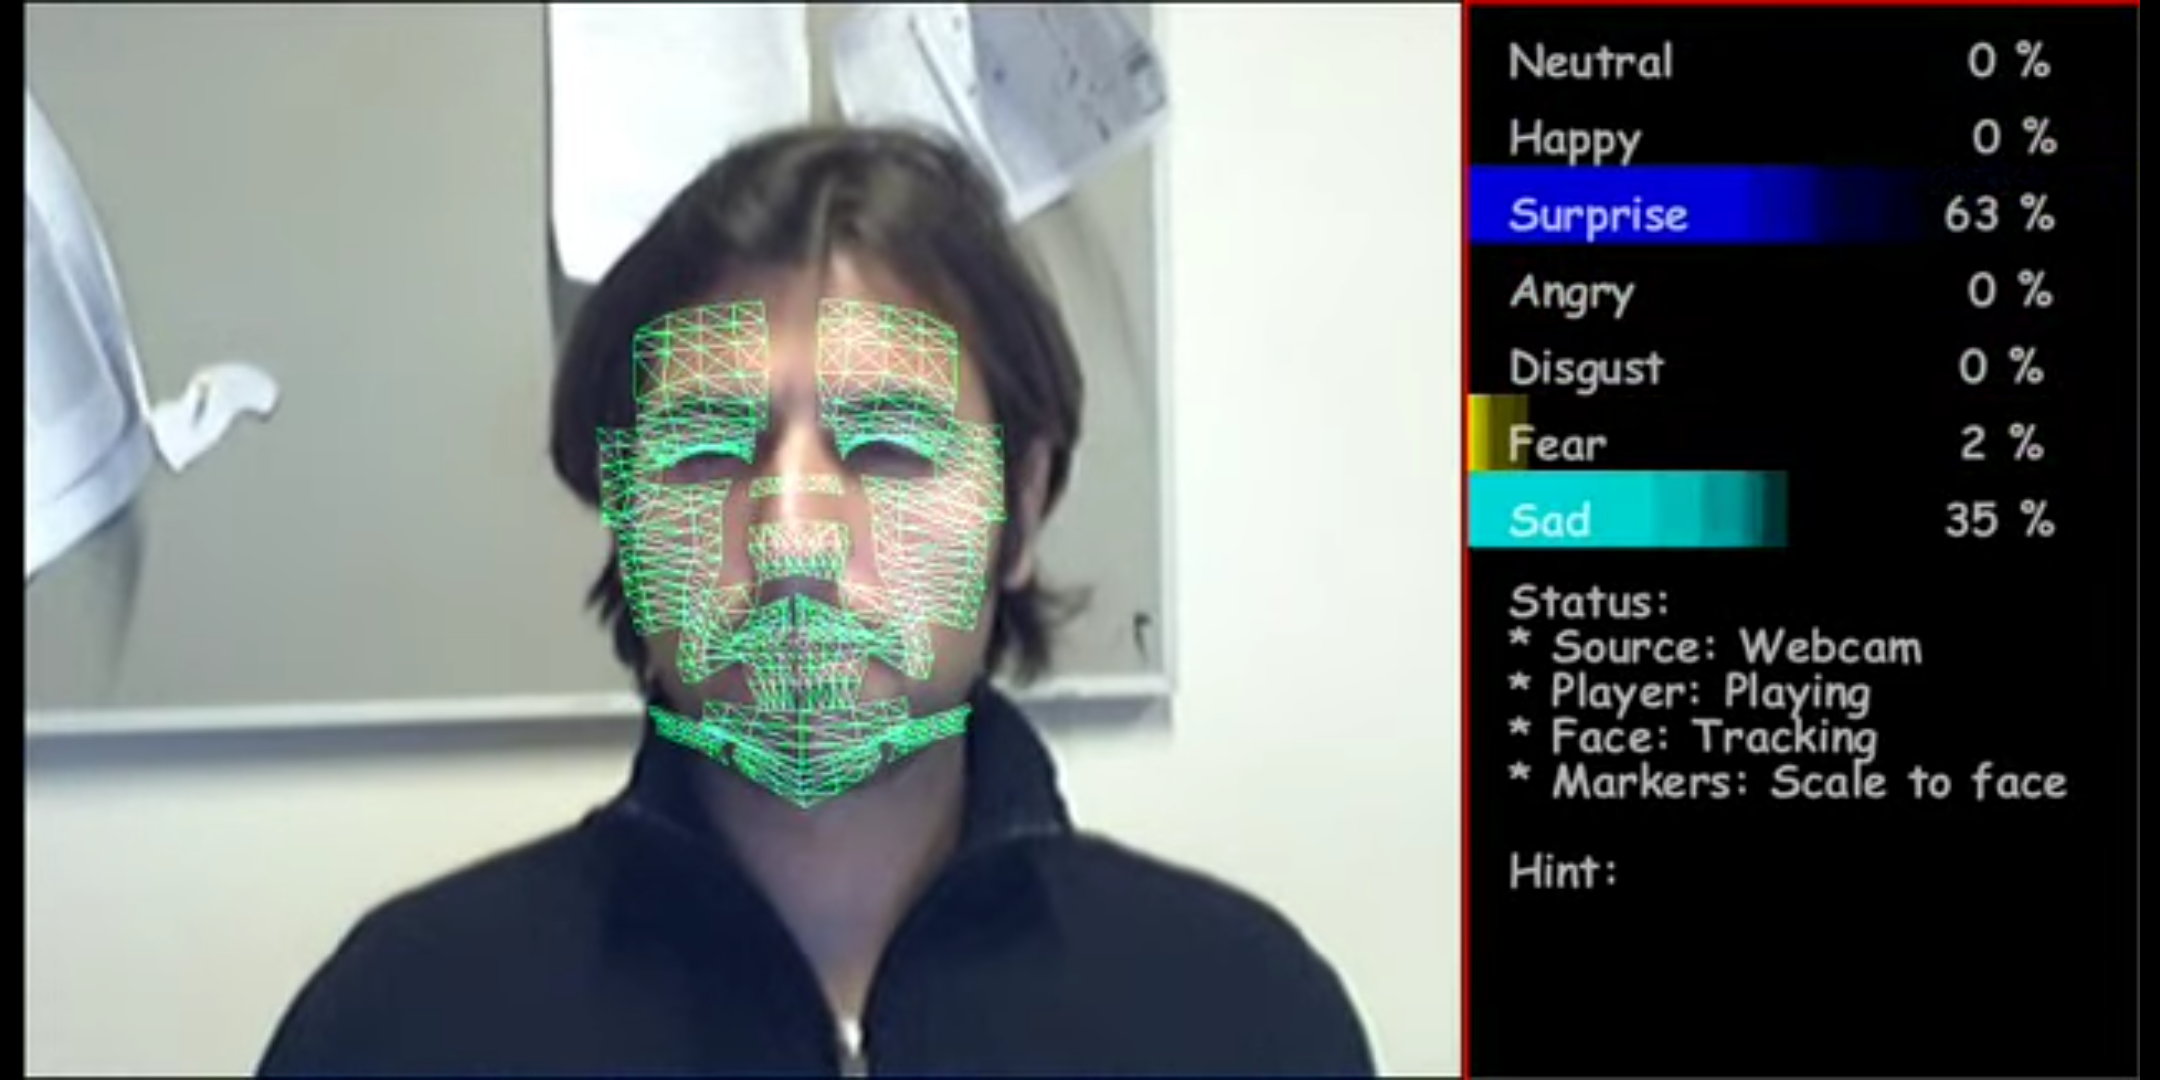 Neutral 0 %
Happy 0 %
Surprise 63 %
Angry 0 %
Disgust 0 %
Fear 2 %
Sad 35 %
Status:
* Source: Webcam
* Player: Playing
* Face: Tracking
* Markers: Scale to face
Hint: